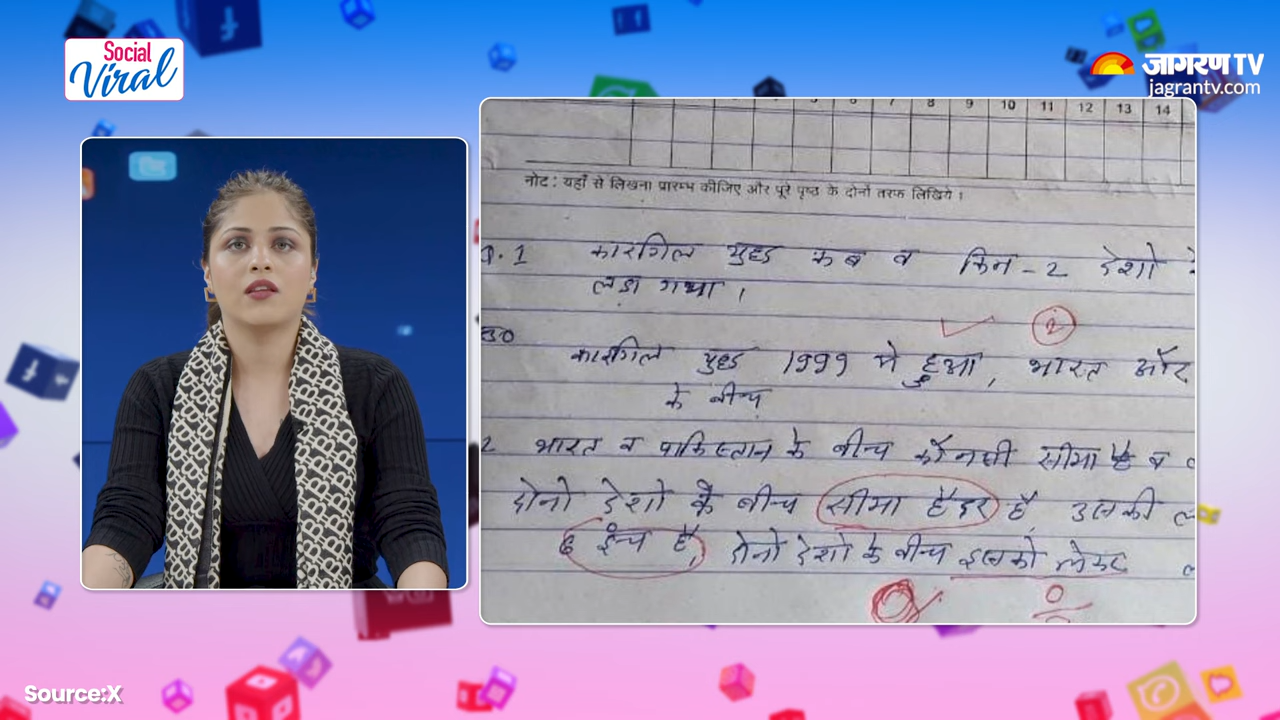 Social
Viral
जागरण TV
jagrantv.com
8 9 10 11 12 13 14
नोट : यहाँ से लिखना प्रारम्भ कीजिए और पूरे पृष्ठ के दोनों तरफ लिखिये ।
Q.1 कारगिल युध्द कब व किन-2 देशो
लडा गया ।
2
उ०
कारगिल युध्द 1999 मे हुआ, भारत और
के बीच
2 भारत व पाकिस्तान के बीच कौनसी सीमा है व
दोनो देशो के बीच सीमा हैदर है, उसकी
6 इंच है, दोनो देशो के बीच इसको लेकर
0
Source:X